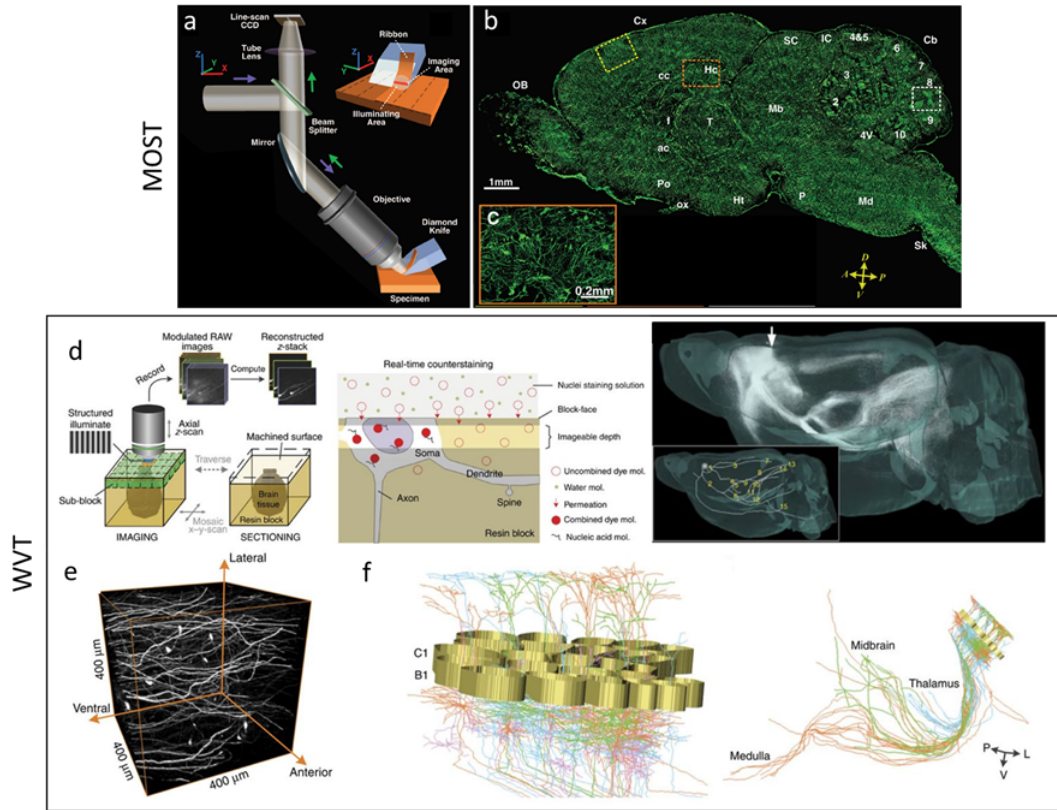 MOST
a
Line-scan
CCD
Tube
Lens
Z
Y
X
Beam
Splitter
Mirror
Objective
Diamond
Knife
Specimen
Z
Y
X
Ribbon
Imaging
Area
Illuminating
Area
b
Cx
SC
IC
4&5
6
Cb
7
8
9
10
3
2
4V
OB
cc
Hc
f
T
Mb
ac
Po
ox
Ht
P
Md
Sk
1mm
c
0.2mm
D
A
P
V
WVT
d
Modulated RAW
images
Reconstructed
z-stack
Record
Compute
Structured
illuminate
Axial
z-scan
Machined surface
Traverse
Sub-block
Mosaic
x–y-scan
Brain
tissue
Resin block
IMAGING
SECTIONING
Real-time counterstaining
Nuclei staining solution
Block-face
Imageable depth
Soma
Dendrite
Axon
Spine
Resin block
Uncombined dye mol.
Water mol.
Permeation
Combined dye mol.
Nucleic acid mol.
2
13
15
e
Lateral
400 µm
Ventral
400 µm
400 µm
Anterior
f
C1
B1
Midbrain
Thalamus
Medulla
P
L
V